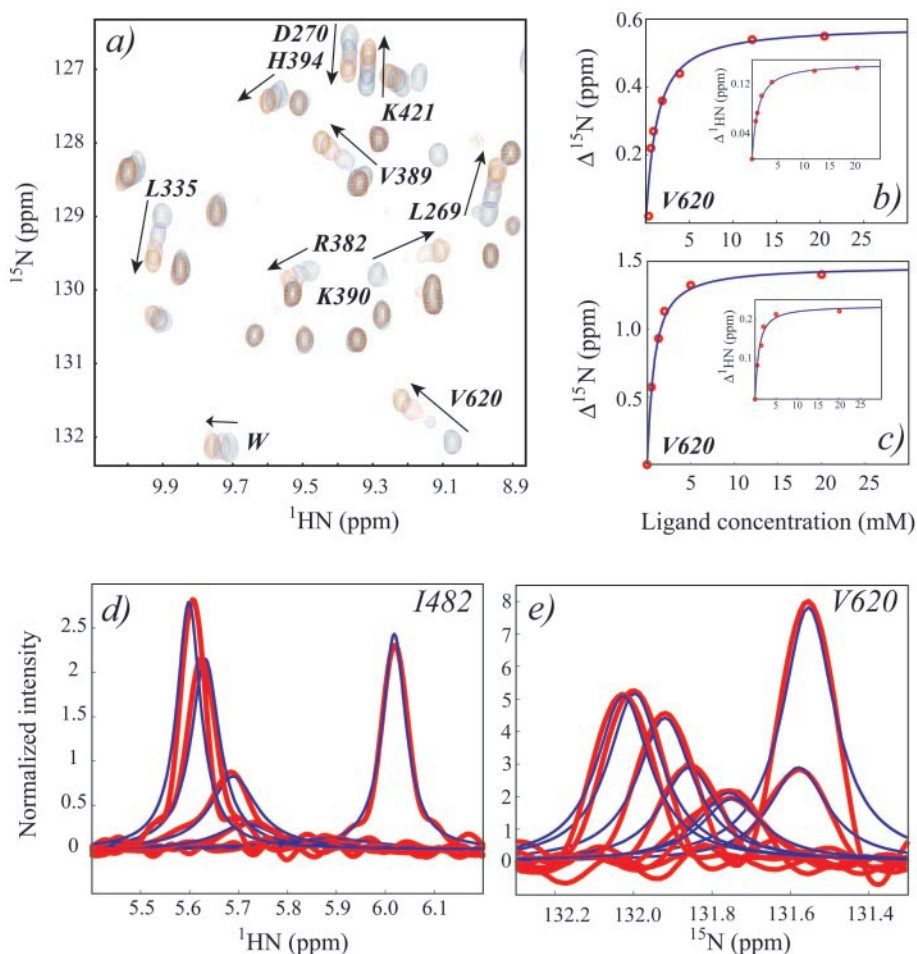 a)
D270
H394
K421
V389
L335
L269
R382
K390
V620
W
127
128
129
130
131
132
¹⁵N (ppm)
9.9 9.7 9.5 9.3 9.1 8.9
¹HN (ppm)
b)
V620
0.6
0.4
0.2
Δ ¹⁵N (ppm)
0 5 10 15 20 25
0.12
0.04
Δ ¹HN (ppm)
0 5 10 15 20 25
c)
V620
1.5
1.0
0.5
Δ ¹⁵N (ppm)
0 5 10 15 20 25
0.2
0.1
Δ ¹HN (ppm)
5 10 15 20 25
Ligand concentration (mM)
d)
I482
2.5
2
1.5
1
0.5
0
Normalized intensity
5.5 5.6 5.7 5.8 5.9 6.0 6.1
¹HN (ppm)
e)
V620
8
7
6
5
4
3
2
1
0
132.2 132.0 131.8 131.6 131.4
¹⁵N (ppm)